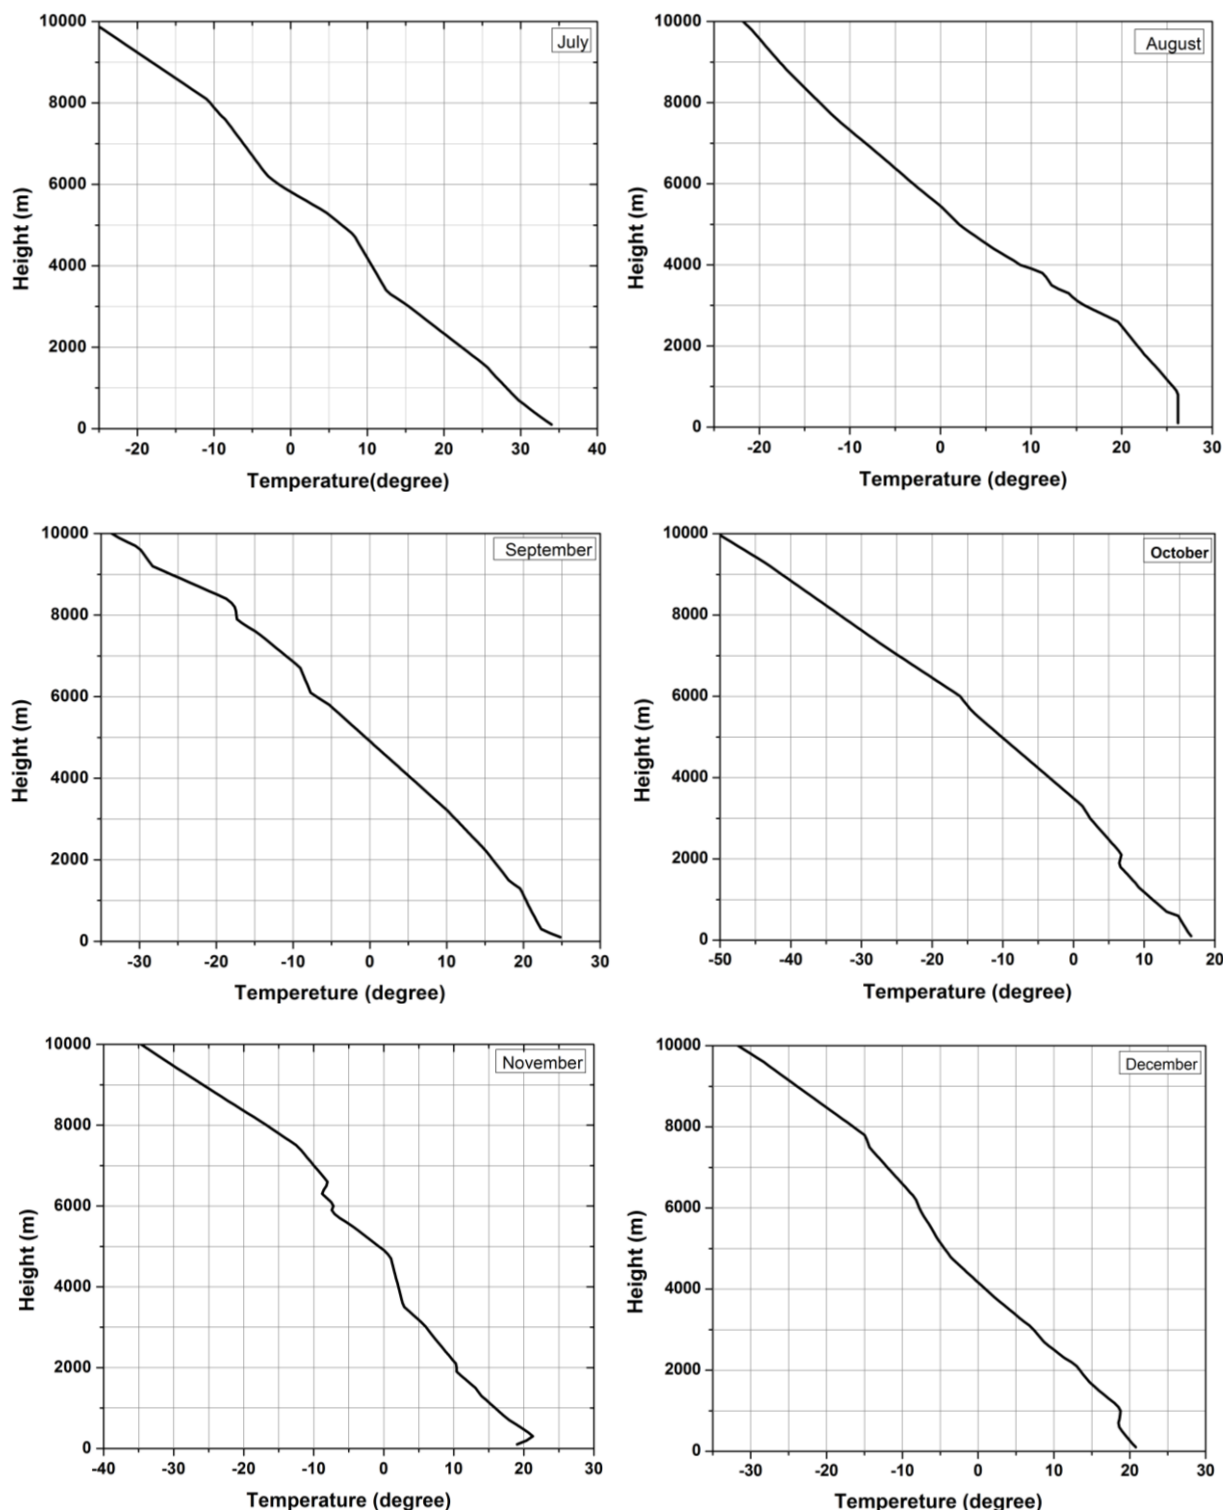 July
10000
8000
6000
4000
2000
0
Height (m)
-20 -10 0 10 20 30 40
Temperature(degree)
August
10000
8000
6000
4000
2000
0
Height (m)
-20 -10 0 10 20 30
Temperature (degree)
September
10000
8000
6000
4000
2000
0
Height (m)
-30 -20 -10 0 10 20 30
Tempereture (degree)
October
10000
8000
6000
4000
2000
0
Height (m)
-50 -40 -30 -20 -10 0 10 20
Temperature (degree)
November
10000
8000
6000
4000
2000
0
Height (m)
-40 -30 -20 -10 0 10 20 30
Temperature (degree)
December
10000
8000
6000
4000
2000
0
Height (m)
-30 -20 -10 0 10 20 30
Tempereture (degree)